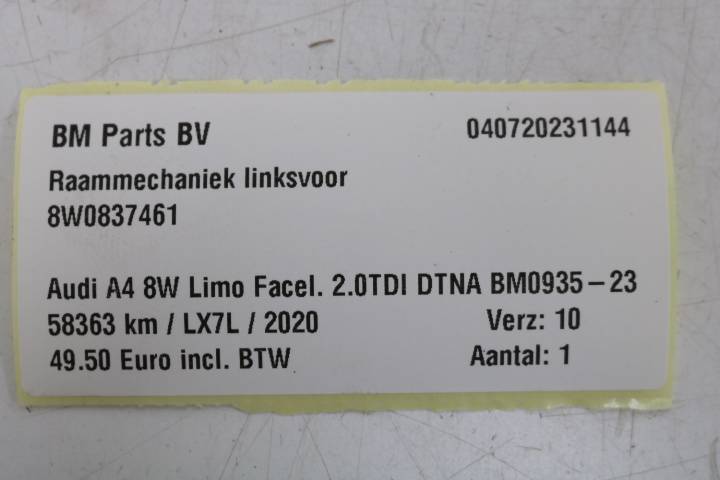 BM Parts BV 040720231144
Raammechaniek linksvoor
8W0837461
Audi A4 8W Limo Facel. 2.0TDI DTNA BM0935-23
58363 km / LX7L / 2020 Verz: 10
49.50 Euro incl. BTW Aantal: 1